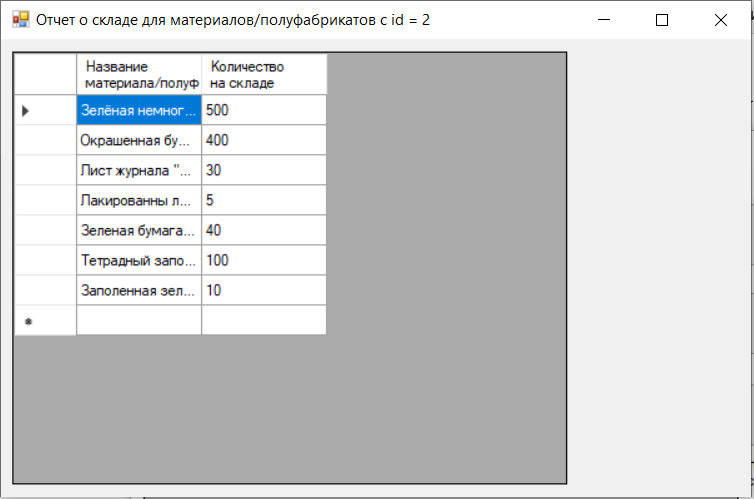 Отчет о складе для материалов/полуфабрикатов с id = 2
Название Количество
материала/полуф на складе
Зелёная немног... 500
Окрашенная бу... 400
Лист журнала "... 30
Лакированны л... 5
Зеленая бумага... 40
Тетрадный запо... 100
Заполенная зел... 10